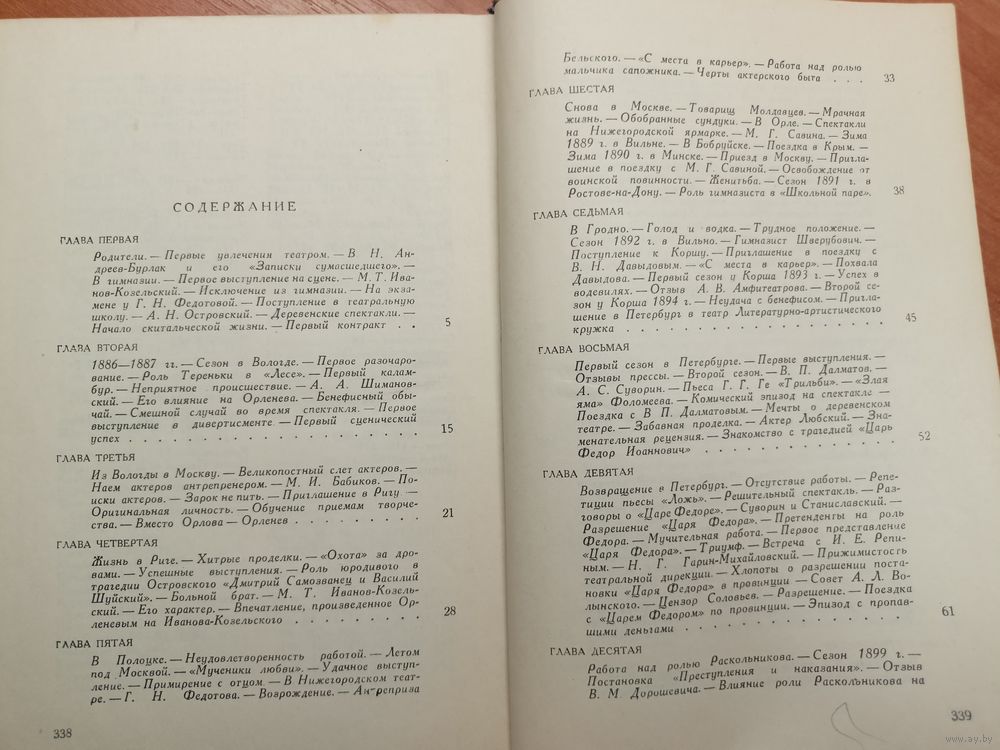 СОДЕРЖАНИЕ
ГЛАВА ПЕРВАЯ
Родители. — Первые увлечения театром. — В. Н. Ан-
дреев-Бурлак и его «Записки сумасшедшего». —
В гимназии. — Первое выступление на сцене. — М. Т. Ива-
нов-Козельский. — Исключение из гимназии. — На экза-
мене у Г. Н. Федотовой. — Поступление в театральную
школу. — А. Н. Островский. — Деревенские спектакли. —
Начало скитальческой жизни. — Первый контракт . . 5
ГЛАВА ВТОРАЯ
1886—1887 гг. — Сезон в Вологде. — Первое разочаро-
вание. — Роль Тереньки в «Лесе». — Первый калам-
бур. — Неприятное происшествие. — А. А. Шиманов-
ский. — Его влияние на Орленева. — Бенефисный обы-
чай. — Смешной случай во время спектакля. — Первое
выступление в дивертисменте. — Первый сценический
успех . . . . . . . . . . . . . . . . . . . 15
ГЛАВА ТРЕТЬЯ
Из Вологды в Москву. — Великопостный слет актеров. —
Наем актеров антрепренером. — М. И. Бабиков. — По-
иски актеров. — Зарок не пить. — Приглашение в Ригу —
Оригинальная личность. — Обучение приемам творче-
ства. — Вместо Орлова — Орленев . . . . . . . . . 21
ГЛАВА ЧЕТВЕРТАЯ
Жизнь в Риге. — Хитрые проделки. — «Охота» за дро-
вами. — Успешные выступления. — Роль юродивого в
трагедии Островского «Дмитрий Самозванец и Василий
Шуйский». — Больной брат. — М. Т. Иванов-Козель-
ский. — Его характер. — Впечатление, произведенное Ор-
леневым на Иванова-Козельского . . . . . . . . . 28
ГЛАВА ПЯТАЯ
В Полоцке. — Неудовлетворенность работой. — Летом
под Москвой. — «Мученики любви». — Удачное выступ-
ление. — Примирение с отцом. — В Нижегородском теат-
ре. — Г. Н. Федотова. — Возрождение. — Антреприза
338
Бельского. — «С места в карьер». — Работа над ролью
мальчика сапожника. — Черты актерского быта . . . 33
ГЛАВА ШЕСТАЯ
Снова в Москве. — Товарищ Молдавцев. — Мрачная
жизнь. — Обобранные сундуки. — В Орле. — Спектакли
на Нижегородской ярмарке. — М. Г. Савина. — Зима
1889 г. в Вильне. — В Бобруйске. — Поездка в Крым. —
Зима 1890 г. в Минске. — Приезд в Москву. — Пригла-
шение в поездку с М. Г. Савиной. — Освобождение от
воинской повинности. — Женитьба. — Сезон 1891 г. в
Ростове-на-Дону. — Роль гимназиста в «Школьной паре». 38
ГЛАВА СЕДЬМАЯ
В Гродно. — Голод и водка. — Трудное положение. —
Сезон 1892 г. в Вильно. — Гимназист Шверубович. —
Поступление к Коршу. — Приглашение в поездку с
В. Н. Давыдовым. — «С места в карьер». — Похвала
Давыдова. — Первый сезон у Корша 1893 г. — Успех в
водевилях. — Отзыв А. В. Амфитеатрова. — Второй се-
зон у Корша 1894 г. — Неудача с бенефисом. — Пригла-
шение в Петербург в театр Литературно-артистического
кружка . . . . . . . . . . . . . . . . . . 45
ГЛАВА ВОСЬМАЯ
Первый сезон в Петербурге. — Первые выступления. —
Отзывы прессы. — Второй сезон. — В. П. Далматов. —
А. С. Суворин. — Пьеса Г. Г. Ге «Трильби». — «Злая
яма» Фоломеева. — Комический эпизод на спектакле —
Поездка с В П. Далматовым. — Мечты о деревенском
театре. — Забавная проделка. — Актер Любский. — Зна-
менательная рецензия. — Знакомство с трагедией «Царь
Федор Иоаннович» . . . . . . . . . . . . . 52
ГЛАВА ДЕВЯТАЯ
Возвращение в Петербург. — Отсутствие работы. — Репе-
тиции пьесы «Ложь». — Решительный спектакль. — Раз-
говоры о «Царе Федоре». — Суворин и Станиславский. —
Разрешение «Царя Федора». — Претенденты на роль
Федора. — Мучительная работа. — Первое представление
«Царя Федора». — Триумф. — Встреча с И. Е. Репи-
ным. — Н. Г. Гарин-Михайловский. — Прижимистость
театральной дирекции. — Хлопоты о разрешении поста-
новки «Царя Федора» в провинции — Совет А. Л. Во-
лынского. — Цензор Соловьев. — Разрешение. — Поездка
с «Царем Федором» по провинции. — Эпизод с пропав-
шими деньгами . . . . . . . . . . . . . . . 61
ГЛАВА ДЕСЯТАЯ
Работа над ролью Раскольникова. — Сезон 1899 г. —
Постановка «Преступления и наказания». — Отзыв
В. М. Дорошевича. — Влияние роли Раскольникова на
339
www.ay.by